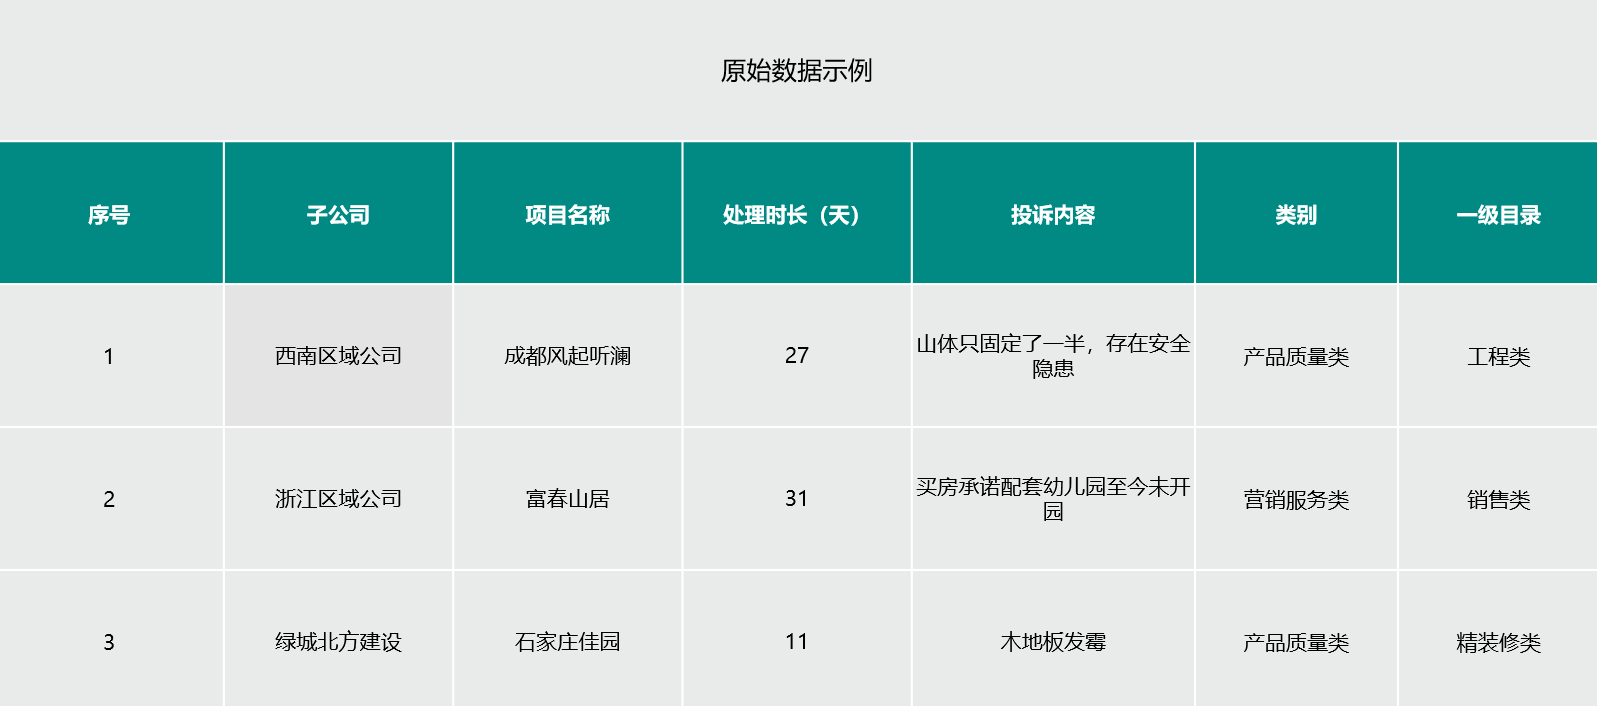 原始数据示例
序号 子公司 项目名称 处理时长（天） 投诉内容 类别 一级目录
1 西南区域公司 成都风起听澜 27 山体只固定了一半，存在安全
隐患 产品质量类 工程类
2 浙江区域公司 富春山居 31 买房承诺配套幼儿园至今未开
园 营销服务类 销售类
3 绿城北方建设 石家庄佳园 11 木地板发霉 产品质量类 精装修类